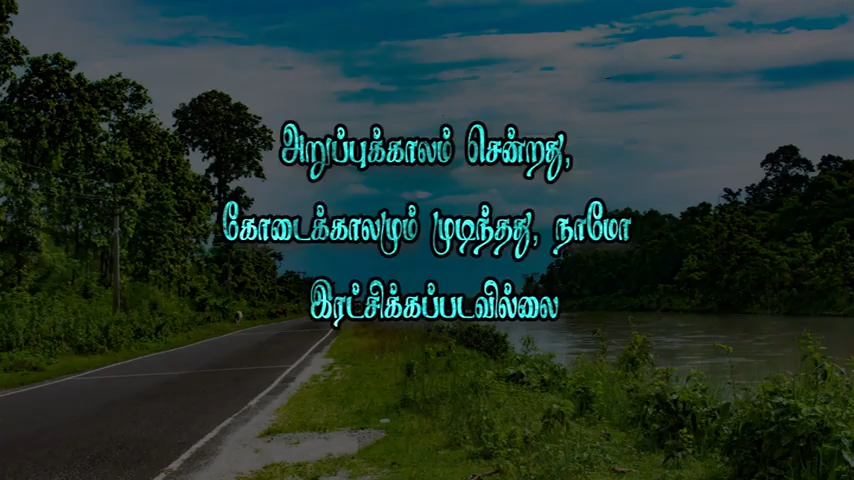 அறுப்புக்காலம் சென்றது,
கோடைக்காலமும் முடிந்தது, நாமோ
இரட்சிக்கப்படவில்லை